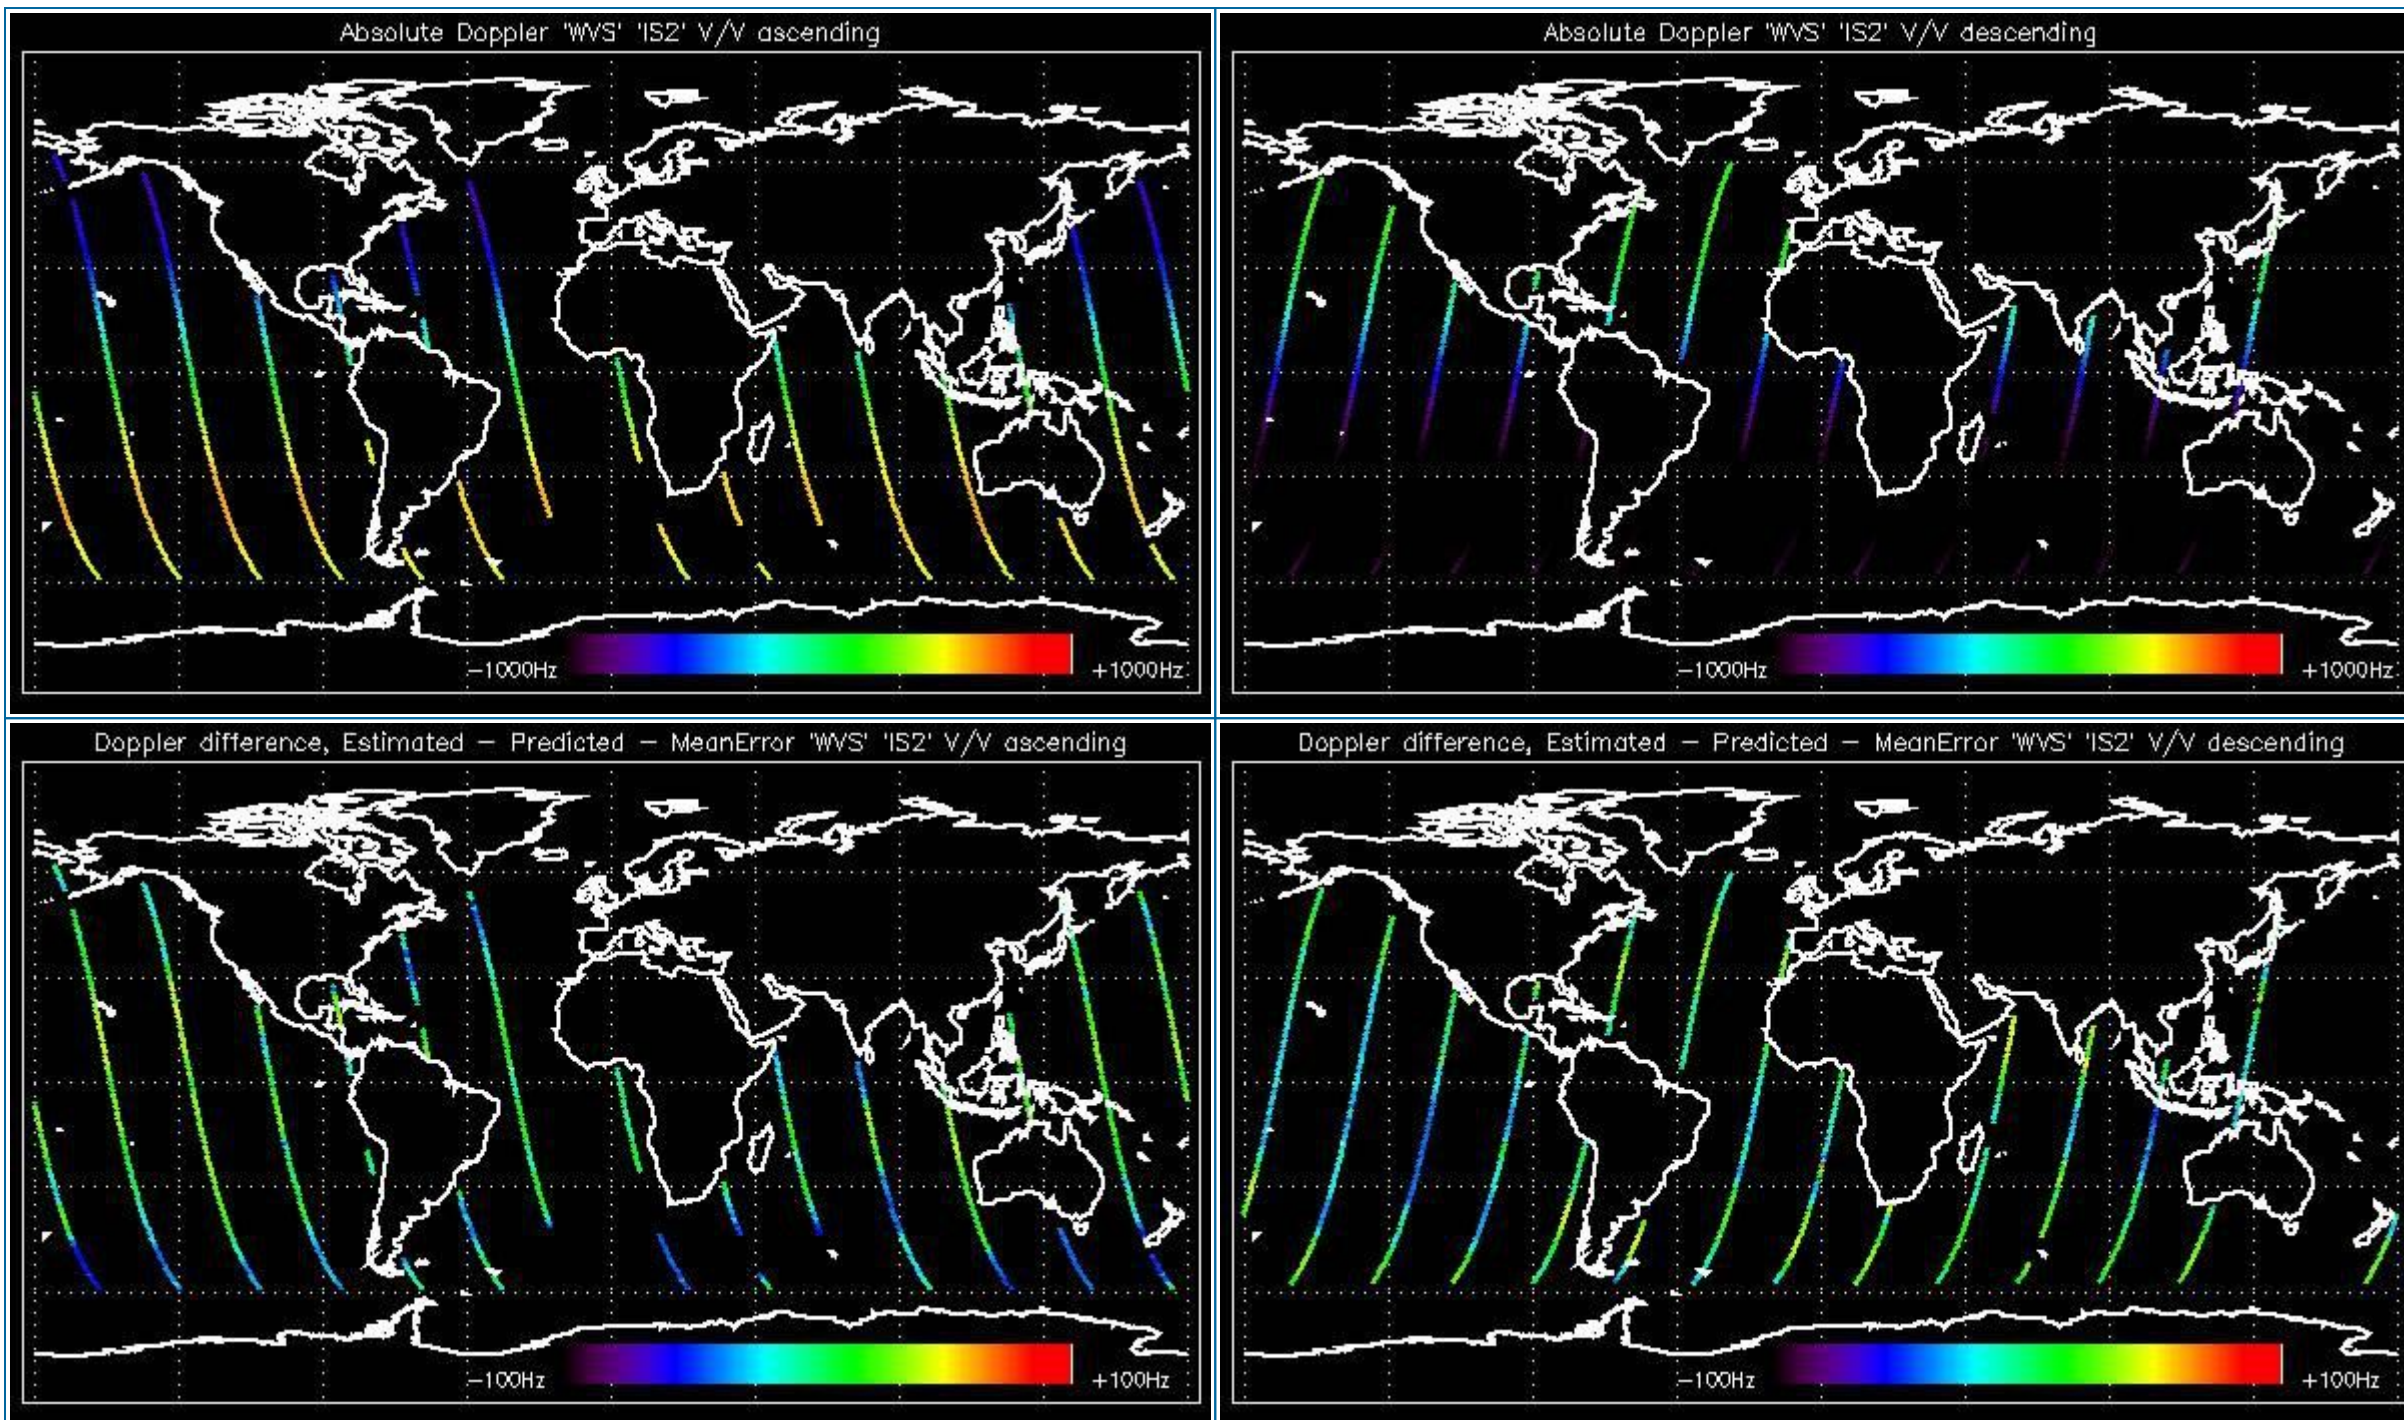 Absolute Doppler 'WVS' 'IS2' V/V ascending
-1000Hz +1000Hz
Absolute Doppler 'WVS' 'IS2' V/V descending
-1000Hz +1000Hz
Doppler difference, Estimated - Predicted - MeanError 'WVS' 'IS2' V/V ascending
-100Hz +100Hz
Doppler difference, Estimated - Predicted - MeanError 'WVS' 'IS2' V/V descending
-100Hz +100Hz